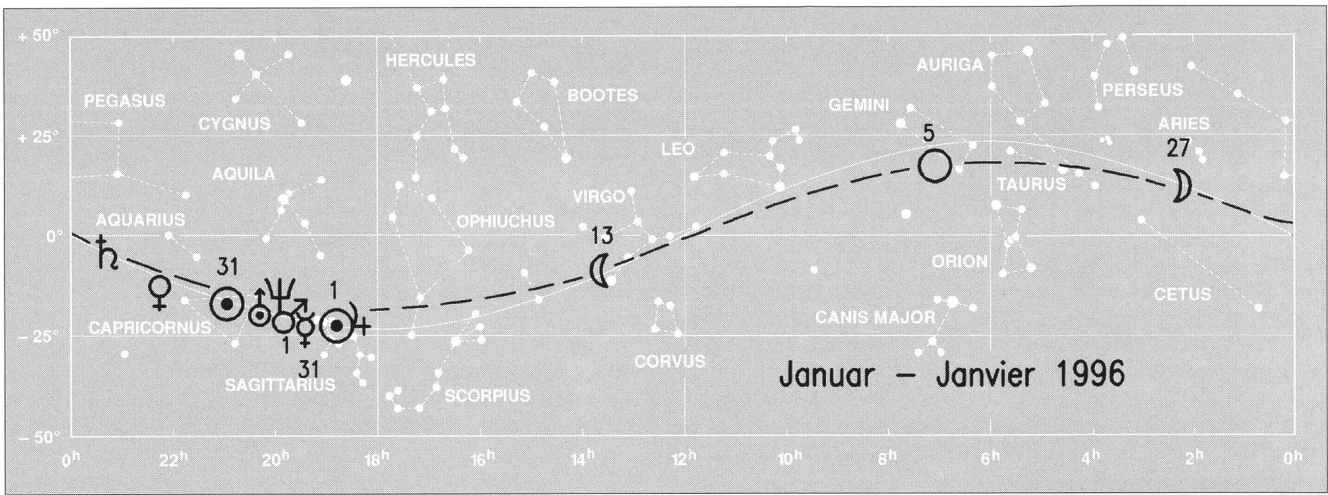 + 50°
HERCULES
AURIGA
PERSEUS
PEGASUS
BOOTES
GEMINI
CYGNUS
ARIES
+ 25°
5
27
LEO
AQUILA
TAURUS
VIRGO
AQUARIUS
OPHIUCHUS
0°
13
31
1
ORION
CETUS
CAPRICORNUS
CANIS MAJOR
– 25°
1
31
CORVUS
SAGITTARIUS
SCORPIUS
Januar – Janvier 1996
– 50°
0h 22h 20h 18h 16h 14h 12h 10h 8h 6h 4h 2h 0h